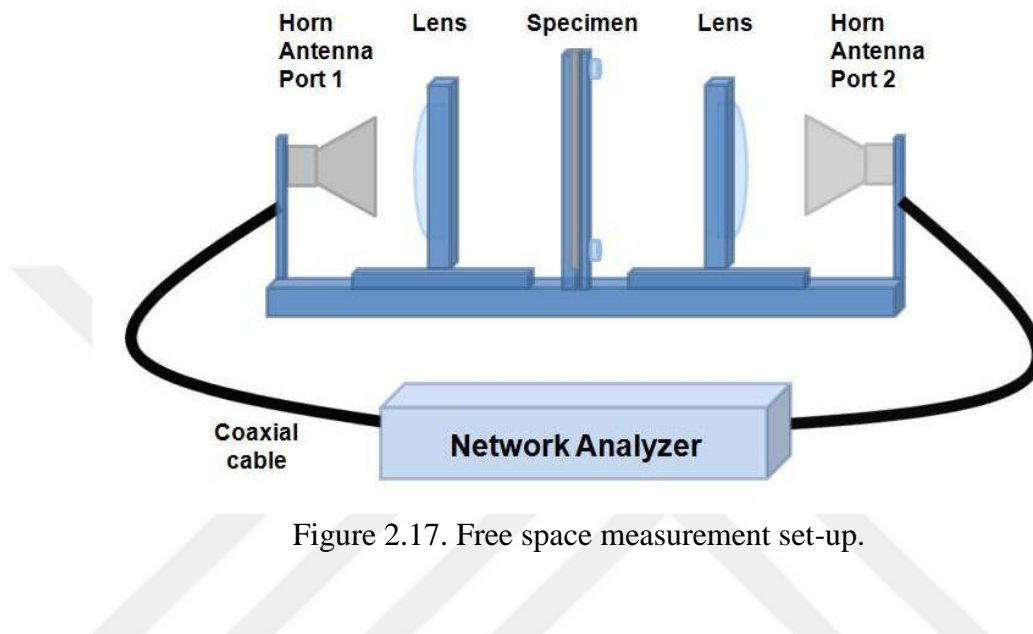 Horn
Antenna
Port 1
Lens
Specimen
Lens
Horn
Antenna
Port 2
Coaxial
cable
Network Analyzer
Figure 2.17. Free space measurement set-up.